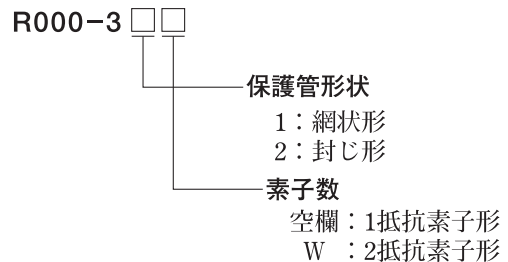 R000-3□□
保護管形状
1：網状形
2：封じ形
素子数
空欄：1抵抗素子形
W ：2抵抗素子形